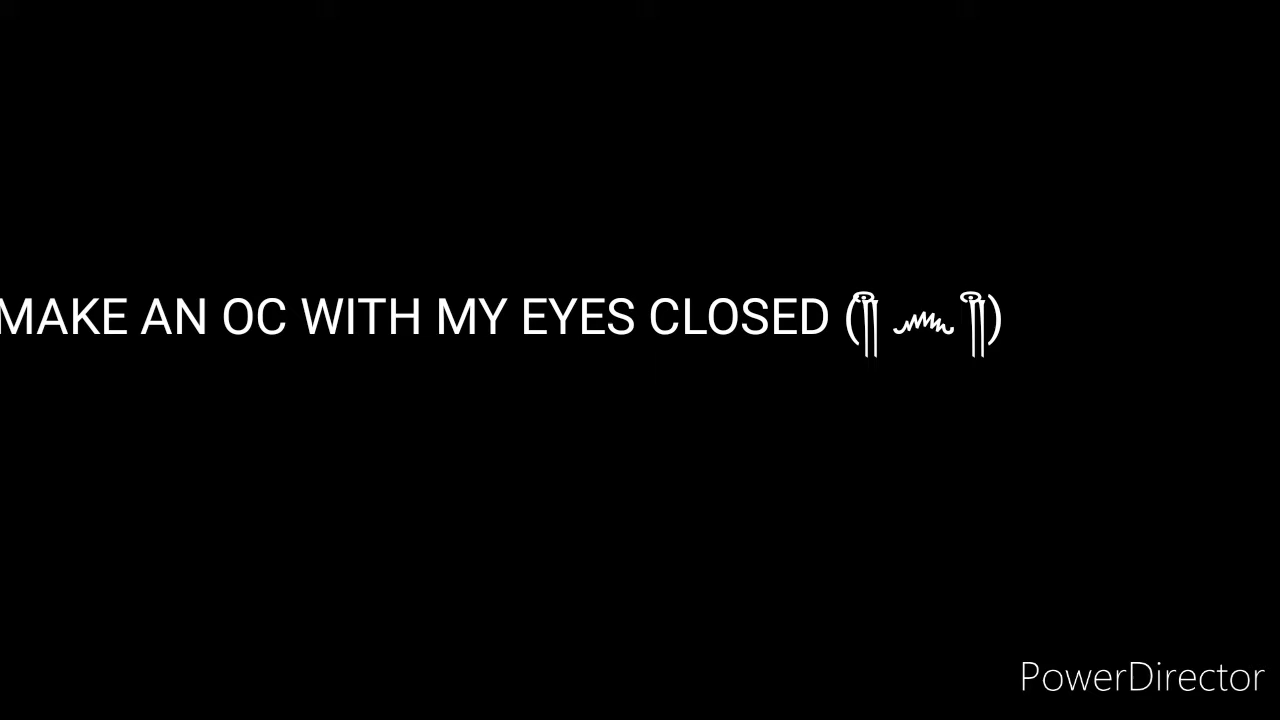 MAKE AN OC WITH MY EYES CLOSED (༎ຶ ෴ ༎ຶ)
PowerDirector